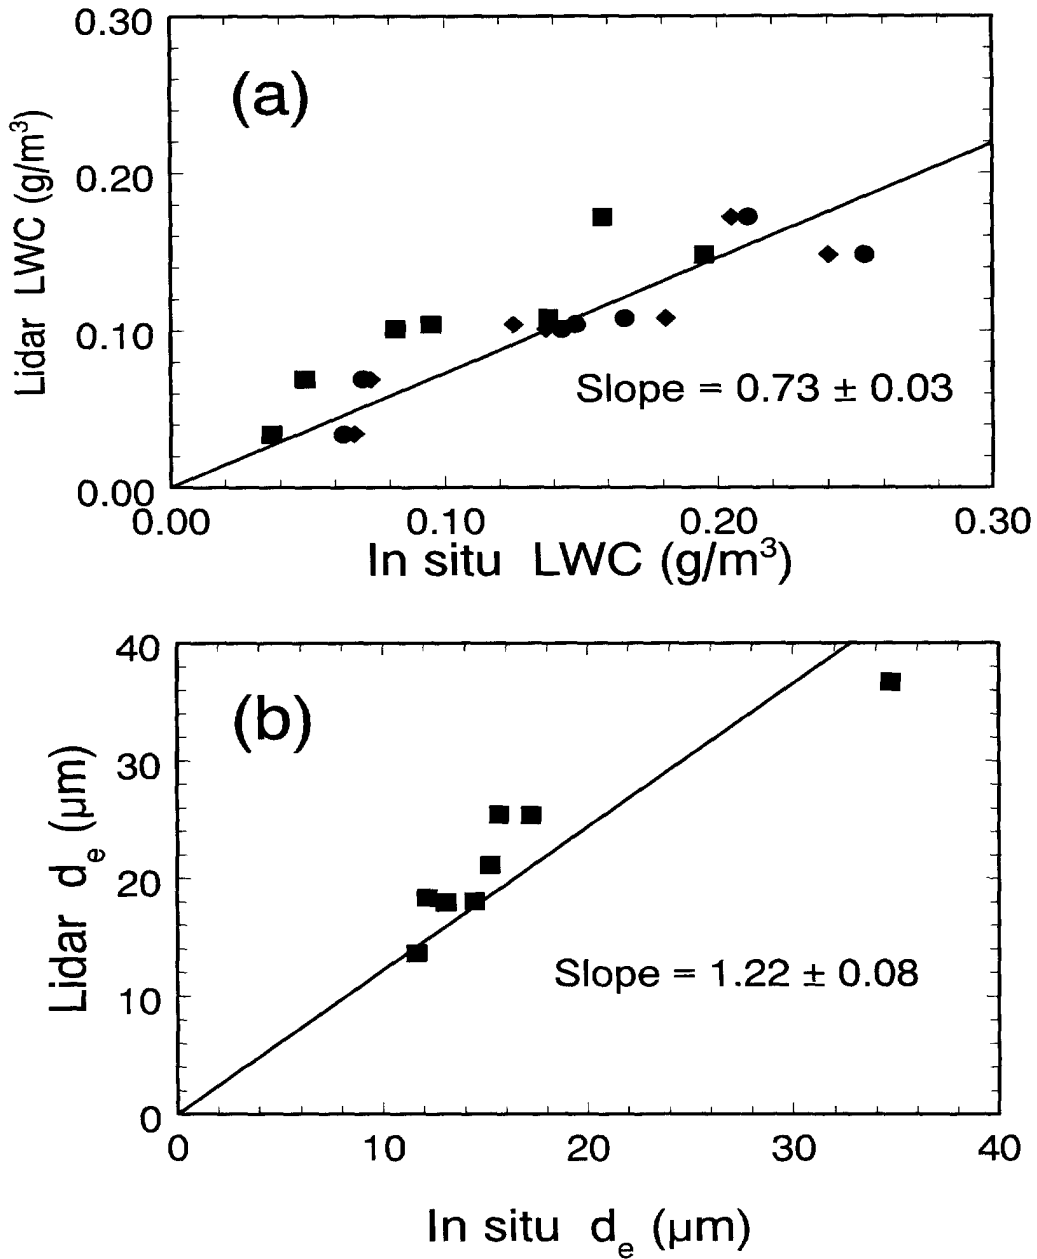 0.30
(a)
0.20
Lidar LWC (g/m³)
0.10
Slope = 0.73 ± 0.03
0.00
0.00 0.10 0.20 0.30
In situ LWC (g/m³)
40
(b)
30
Lidar dₑ (μm)
20
Slope = 1.22 ± 0.08
10
0
0 10 20 30 40
In situ dₑ (μm)